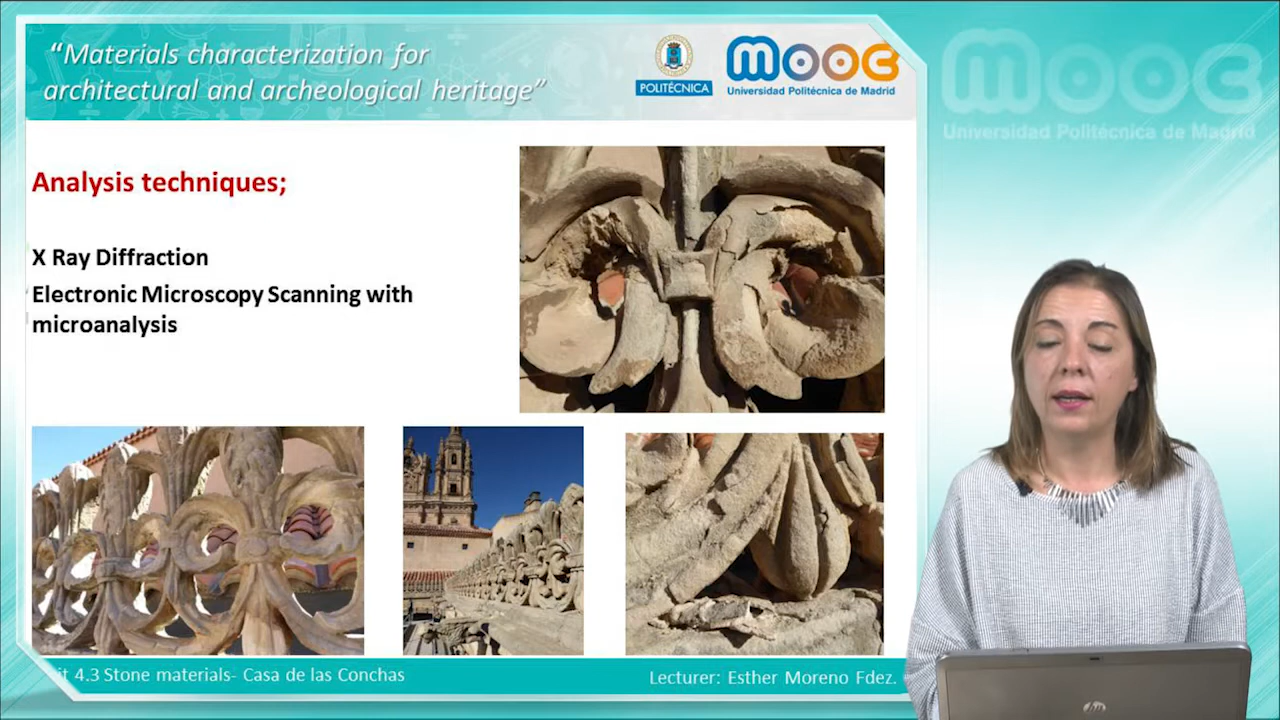 “Materials characterization for
architectural and archeological heritage”
POLITÉCNICA
mooc
Universidad Politécnica de Madrid
mooc
Universidad Politécnica de Madrid
Analysis techniques;
X Ray Diffraction
Electronic Microscopy Scanning with
microanalysis
4.3 Stone materials- Casa de las Conchas
Lecturer: Esther Moreno Fdez.
hp